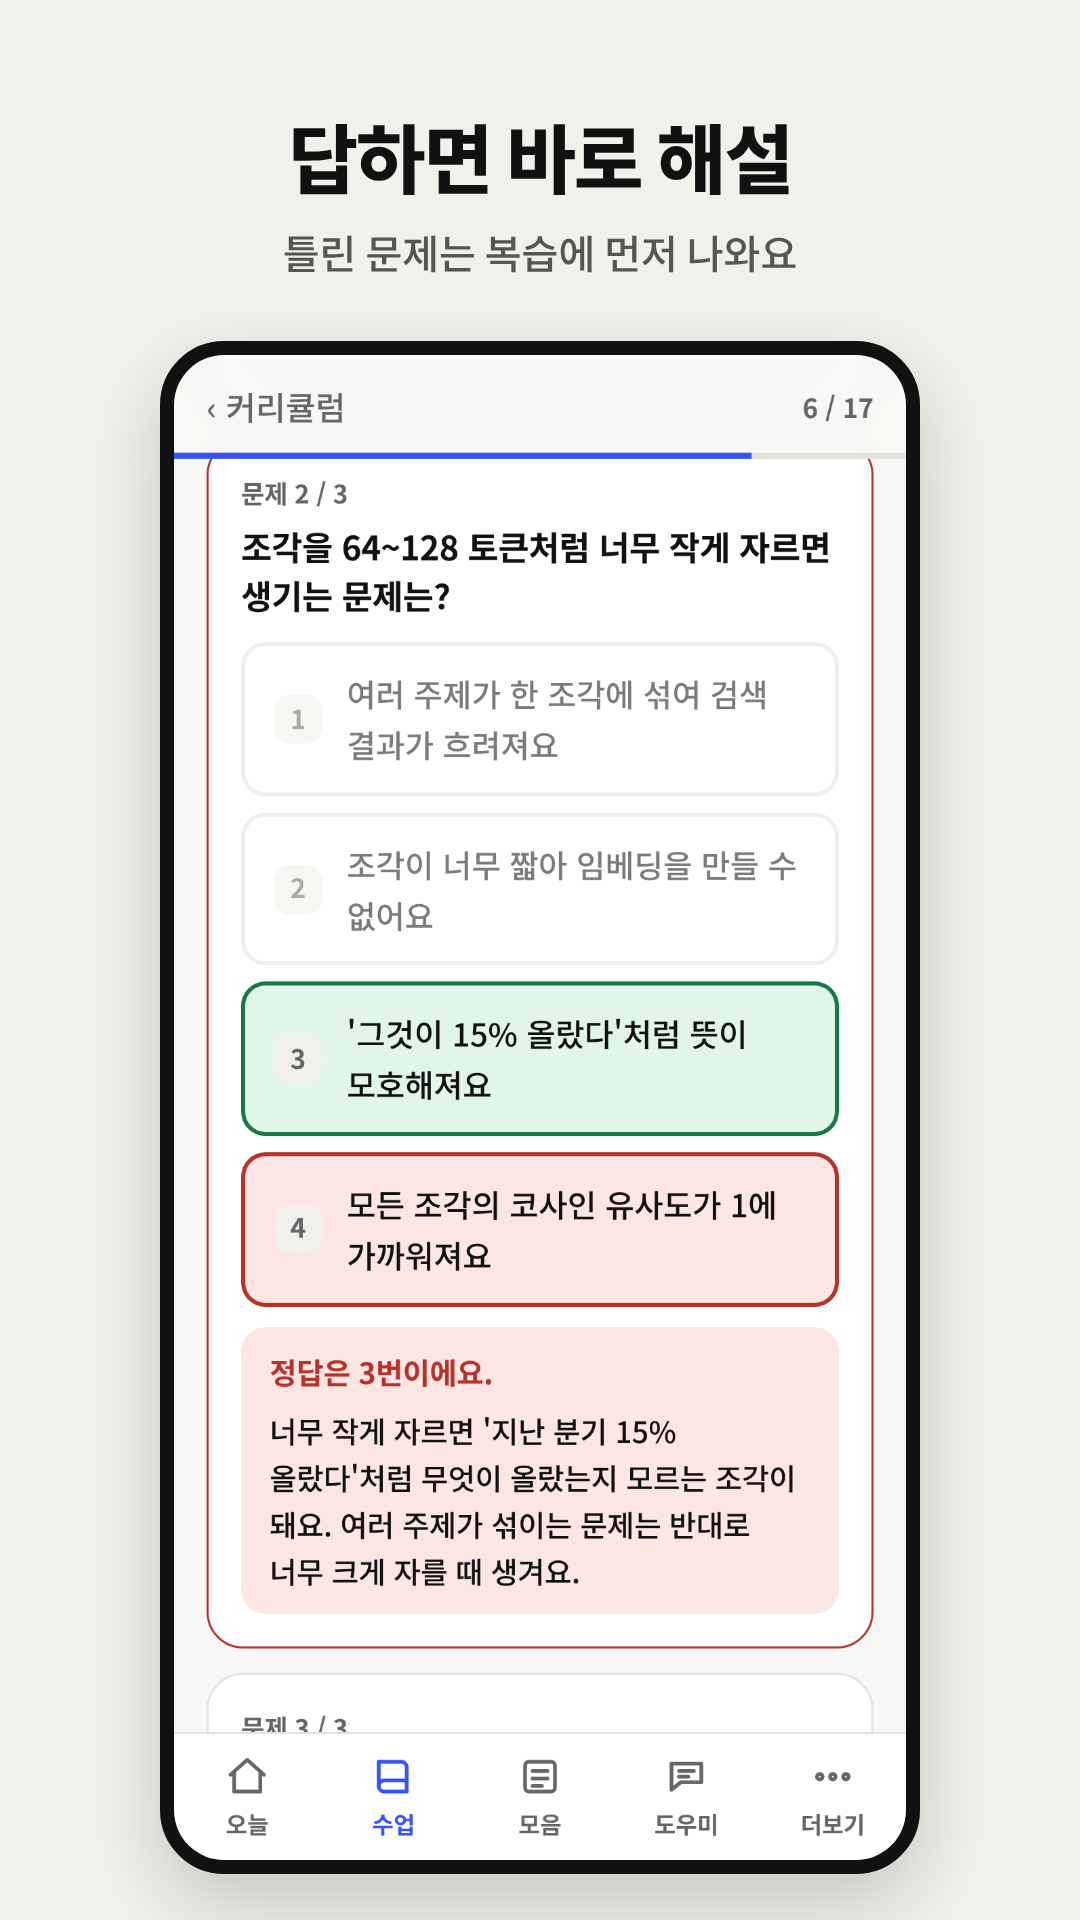 답하면 바로 해설
틀린 문제는 복습에 먼저 나와요
‹ 커리큘럼
6 / 17
문제 2 / 3
조각을 64~128 토큰처럼 너무 작게 자르면
생기는 문제는?
1
여러 주제가 한 조각에 섞여 검색
결과가 흐려져요
2
조각이 너무 짧아 임베딩을 만들 수
없어요
3
'그것이 15% 올랐다'처럼 뜻이
모호해져요
4
모든 조각의 코사인 유사도가 1에
가까워져요
정답은 3번이에요.
너무 작게 자르면 '지난 분기 15%
올랐다'처럼 무엇이 올랐는지 모르는 조각이
돼요. 여러 주제가 섞이는 문제는 반대로
너무 크게 자를 때 생겨요.
문제 3 / 3
오늘
수업
모음
도우미
더보기